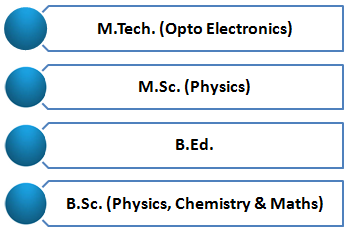 M.Tech. (Opto Electronics)
M.Sc. (Physics)
B.Ed.
B.Sc. (Physics, Chemistry & Maths)